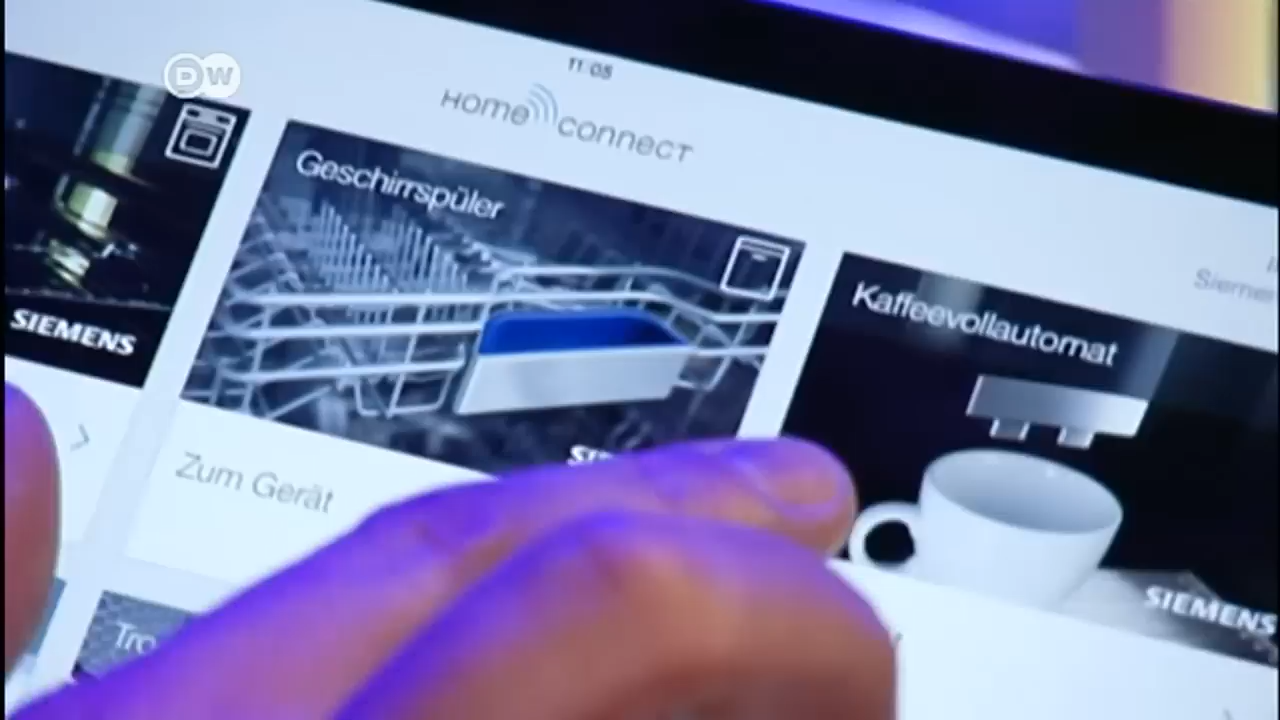 DW
11:05
HOME CONNECT
Geschirrspüler
Kaffeevollautomat
SIEMENS
Zum Gerät
SIEMENS